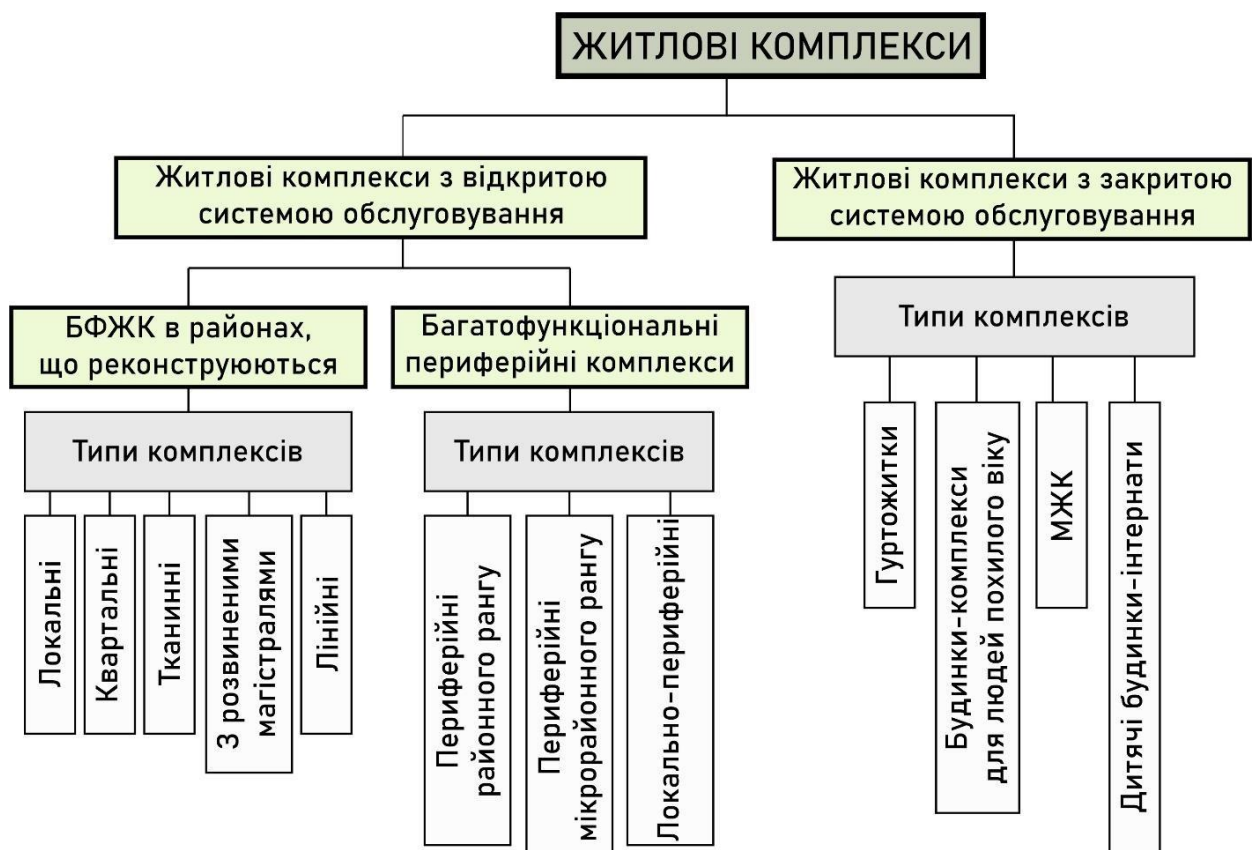 ЖИТЛОВІ КОМПЛЕКСИ
Житлові комплекси з відкритою
системою обслуговування
Житлові комплекси з закритою
системою обслуговування
БФЖК в районах,
що реконструюються
Багатофункціональні
периферійні комплекси
Типи комплексів
Типи комплексів
Типи комплексів
Локальні
Квартальні
Тканинні
З розвиненими
магістралями
Лінійні
Периферійні
районного рангу
Периферійні
мікрорайонного рангу
Локально-периферійні
Гуртожитки
Будинки-комплекси
для людей похилого віку
МЖК
Дитячі будинки-інтернати